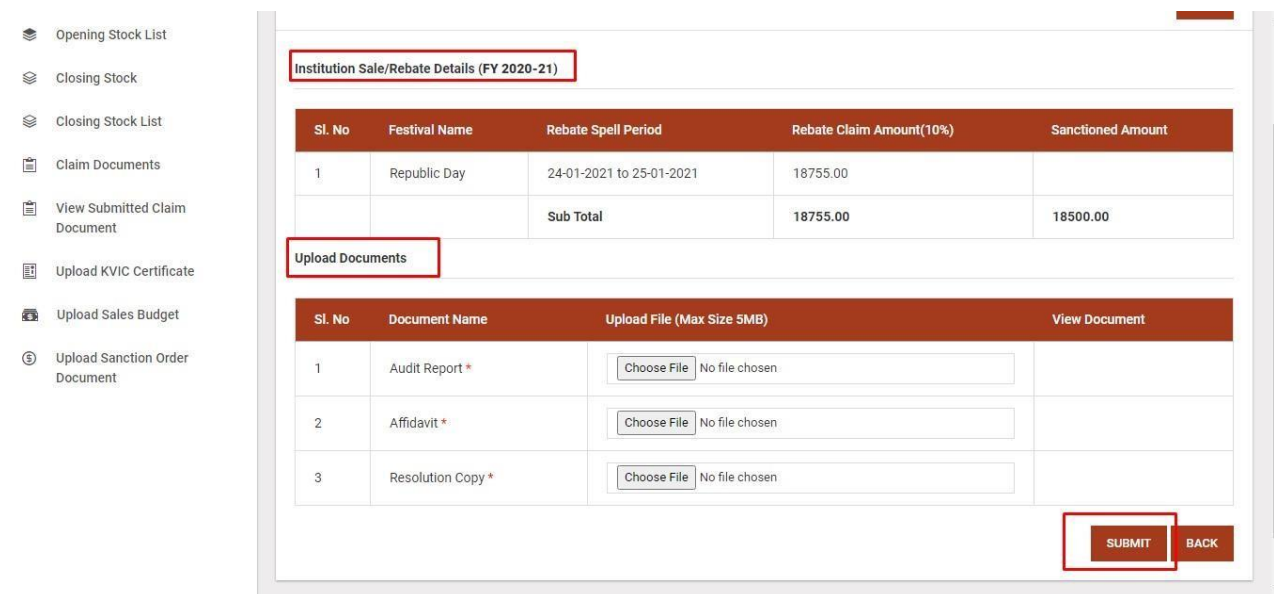 Opening Stock List
Closing Stock
Closing Stock List
Claim Documents
View Submitted Claim
Document
Upload KVIC Certificate
Upload Sales Budget
Upload Sanction Order
Document
Institution Sale/Rebate Details (FY 2020-21)
Sl. No Festival Name Rebate Spell Period Rebate Claim Amount(10%) Sanctioned Amount
1 Republic Day 24-01-2021 to 25-01-2021 18755.00
Sub Total 18755.00 18500.00
Upload Documents
Sl. No Document Name Upload File (Max Size 5MB) View Document
1 Audit Report * Choose File No file chosen
2 Affidavit * Choose File No file chosen
3 Resolution Copy * Choose File No file chosen
SUBMIT BACK